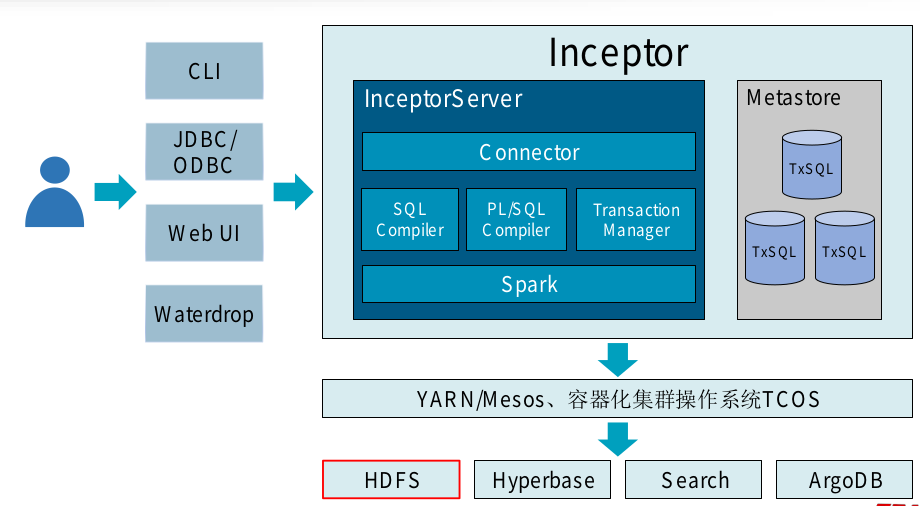 CLI
JDBC/
ODBC
Web UI
Waterdrop
Inceptor
InceptorServer
Connector
SQL
Compiler
PL/SQL
Compiler
Transaction
Manager
Spark
Metastore
TxSQL
TxSQL
TxSQL
YARN/Mesos、容器化集群操作系统TCOS
HDFS
Hyperbase
Search
ArgoDB